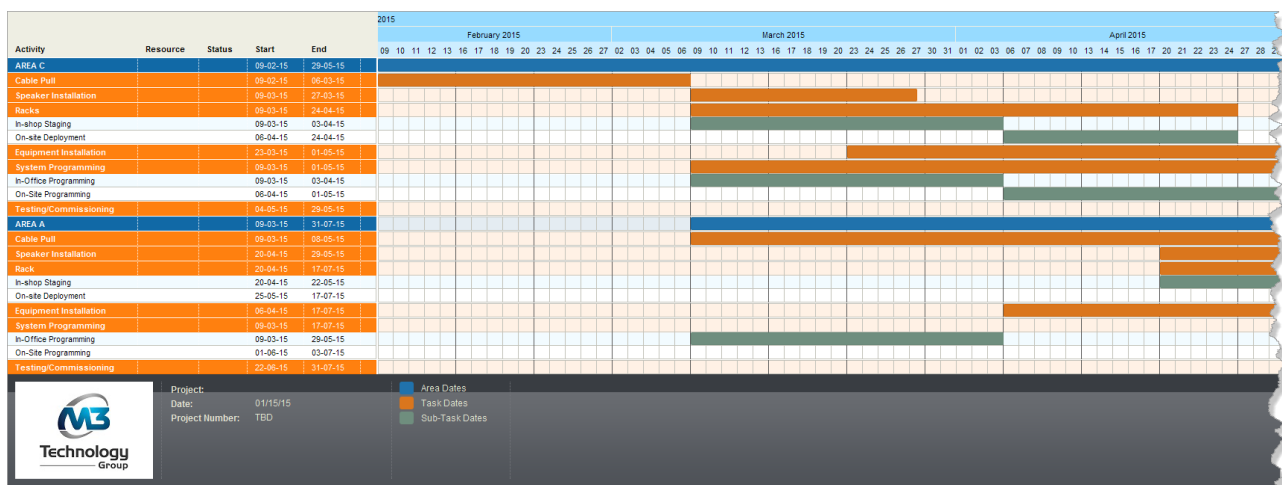 2015
February 2015 March 2015 April 2015
Activity Resource Status Start End 09 10 11 12 13 16 17 18 19 20 23 24 25 26 27 02 03 04 05 06 09 10 11 12 13 16 17 18 19 20 23 24 25 26 27 30 31 01 02 03 06 07 08 09 10 13 14 15 16 17 20 21 22 23 24 27 28
AREA C 09-02-15 29-05-15
Cable Pull 09-02-15 06-03-15
Speaker Installation 09-03-15 27-03-15
Racks 09-03-15 24-04-15
In-shop Staging 09-03-15 03-04-15
On-site Deployment 06-04-15 24-04-15
Equipment Installation 23-03-15 01-05-15
System Programming 09-03-15 01-05-15
In-Office Programming 09-03-15 03-04-15
On-Site Programming 06-04-15 01-05-15
Testing/Commissioning 04-05-15 29-05-15
AREA A 09-03-15 31-07-15
Cable Pull 09-03-15 08-05-15
Speaker Installation 20-04-15 29-05-15
Rack 20-04-15 17-07-15
In-shop Staging 20-04-15 22-05-15
On-site Deployment 25-05-15 17-07-15
Equipment Installation 06-04-15 17-07-15
System Programming 09-03-15 17-07-15
In-Office Programming 09-03-15 29-05-15
On-Site Programming 01-06-15 03-07-15
Testing/Commissioning 22-06-15 31-07-15
M3
Technology
Group
Project:
Date: 01/15/15
Project Number: TBD
Area Dates
Task Dates
Sub-Task Dates